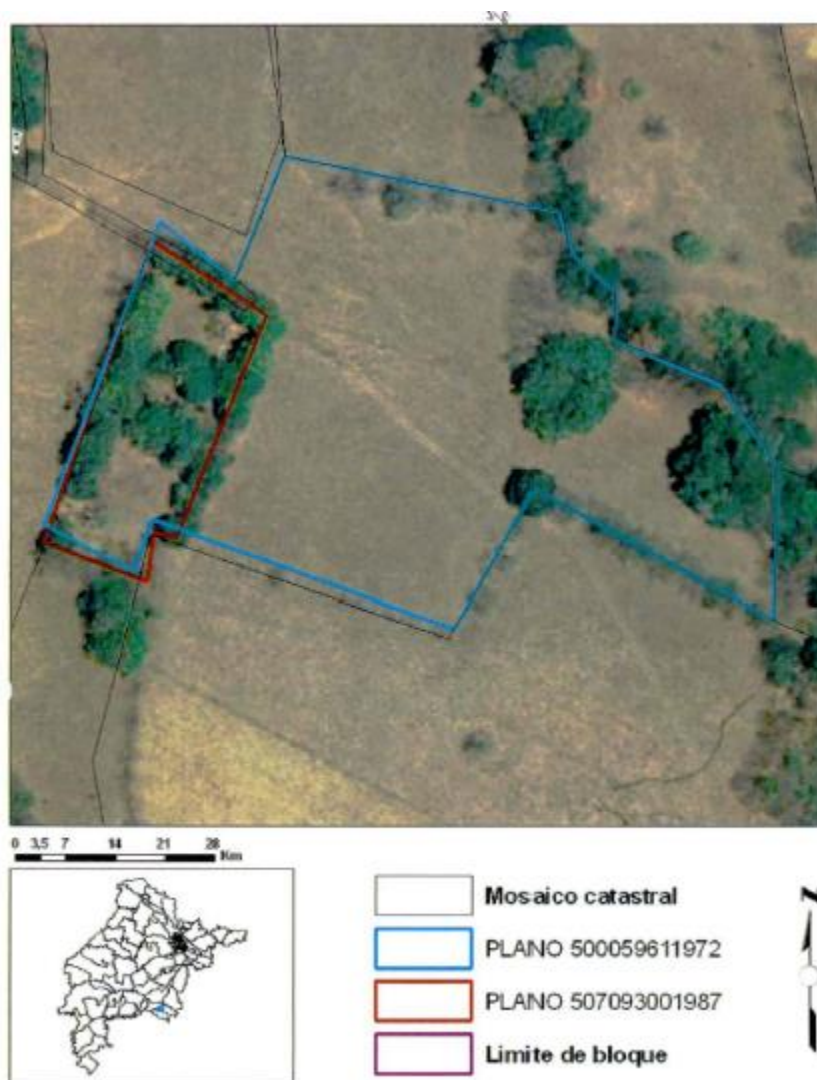 0 3,5 7 14 21 28
Km
Mosaico catastral
PLANO 500059611972
PLANO 507093001987
Limite de bloque